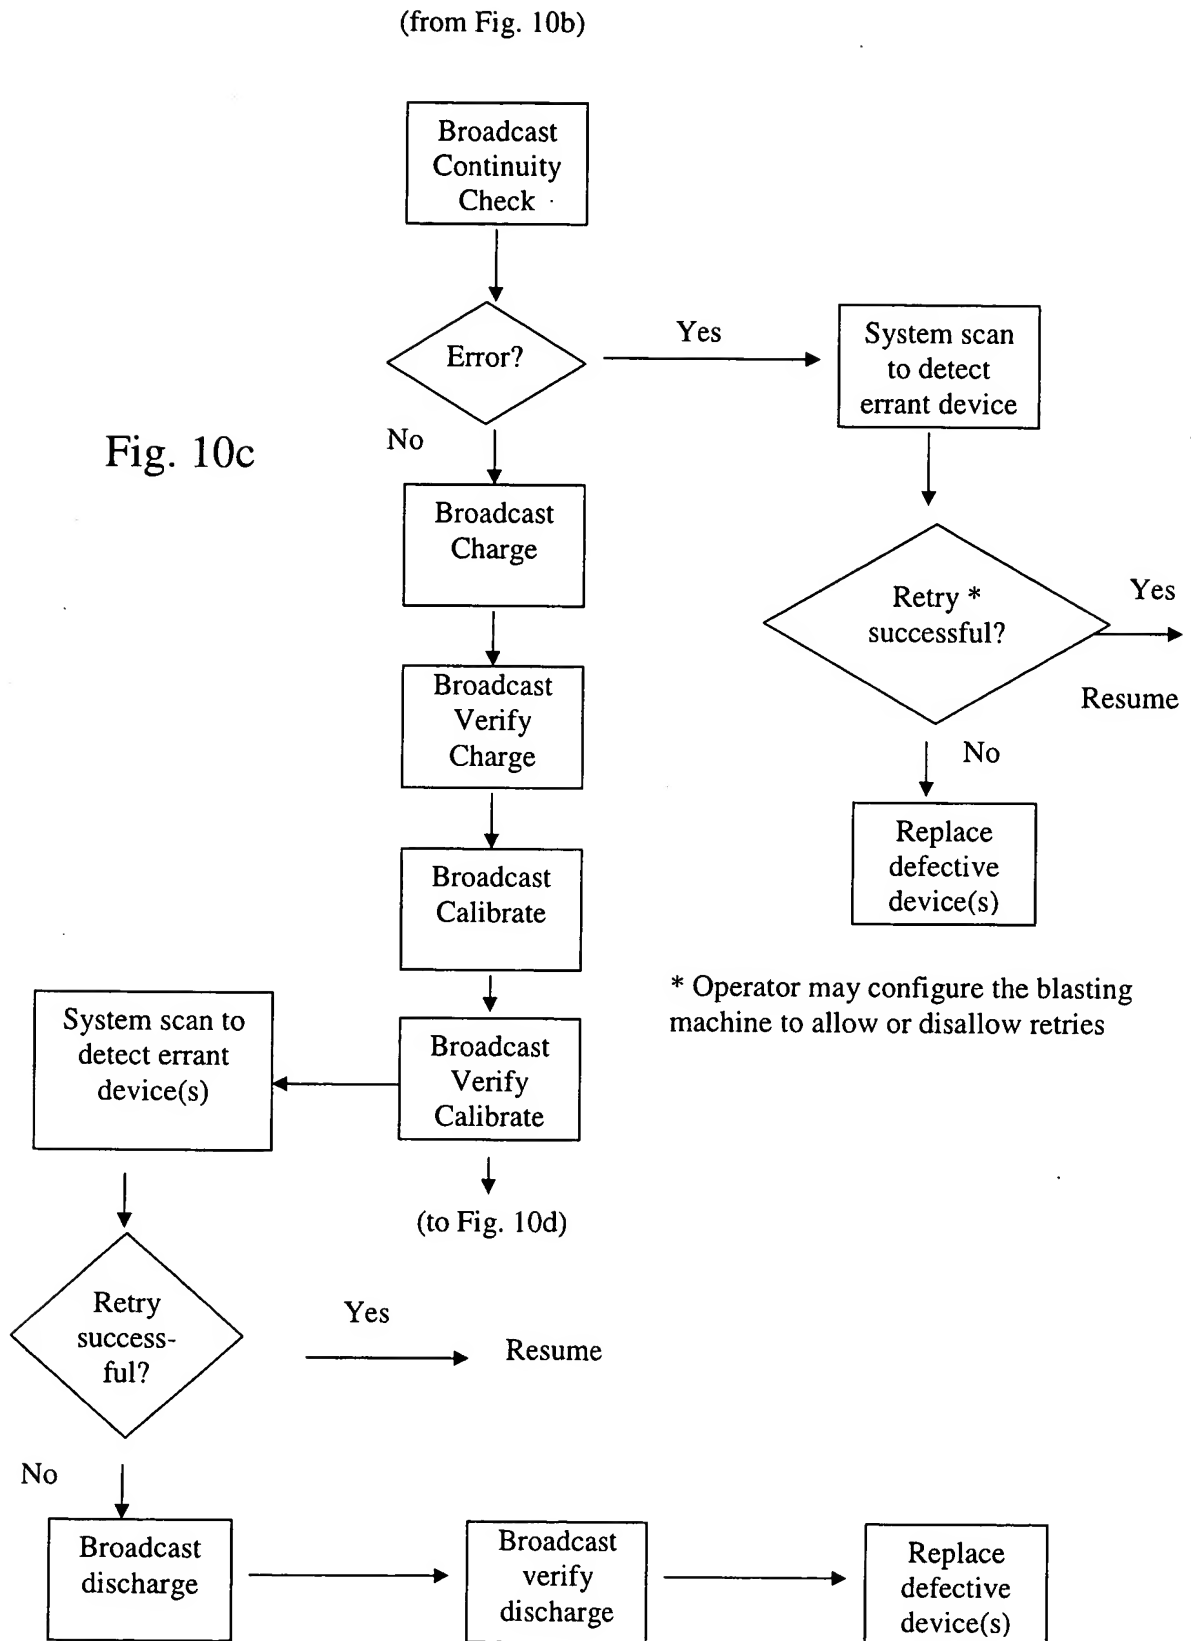 (from Fig. 10b)
Broadcast
Continuity
Check
Error?
Yes
System scan
to detect
errant device
No
Fig. 10c
Broadcast
Charge
Retry *
successful?
Yes
Resume
No
Replace
defective
device(s)
Broadcast
Verify
Charge
Broadcast
Calibrate
* Operator may configure the blasting
machine to allow or disallow retries
Broadcast
Verify
Calibrate
System scan to
detect errant
device(s)
(to Fig. 10d)
Retry
success-
ful?
Yes
Resume
No
Broadcast
discharge
Broadcast
verify
discharge
Replace
defective
device(s)